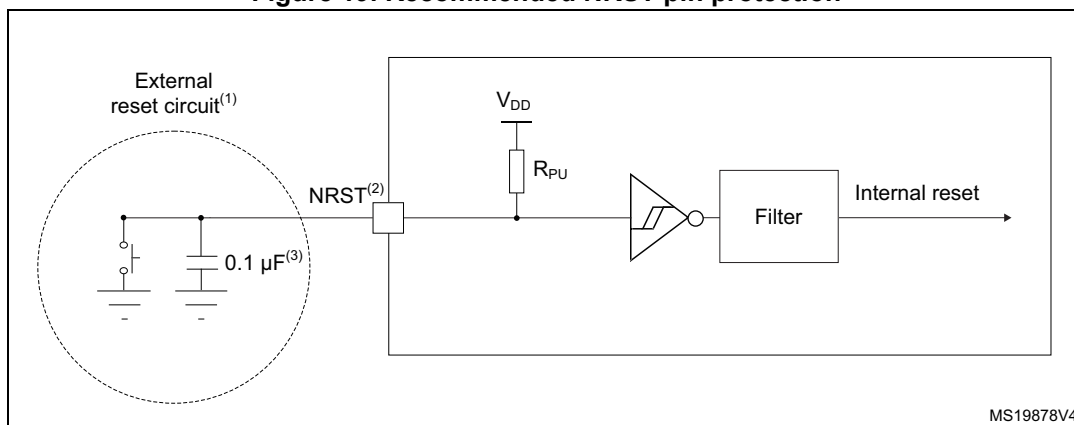 Figure Recommended NRST pin protection
External
reset circuit(1)
VDD
RPU
NRST(2)
Internal reset
Filter
0.1 µF(3)
MS19878V4